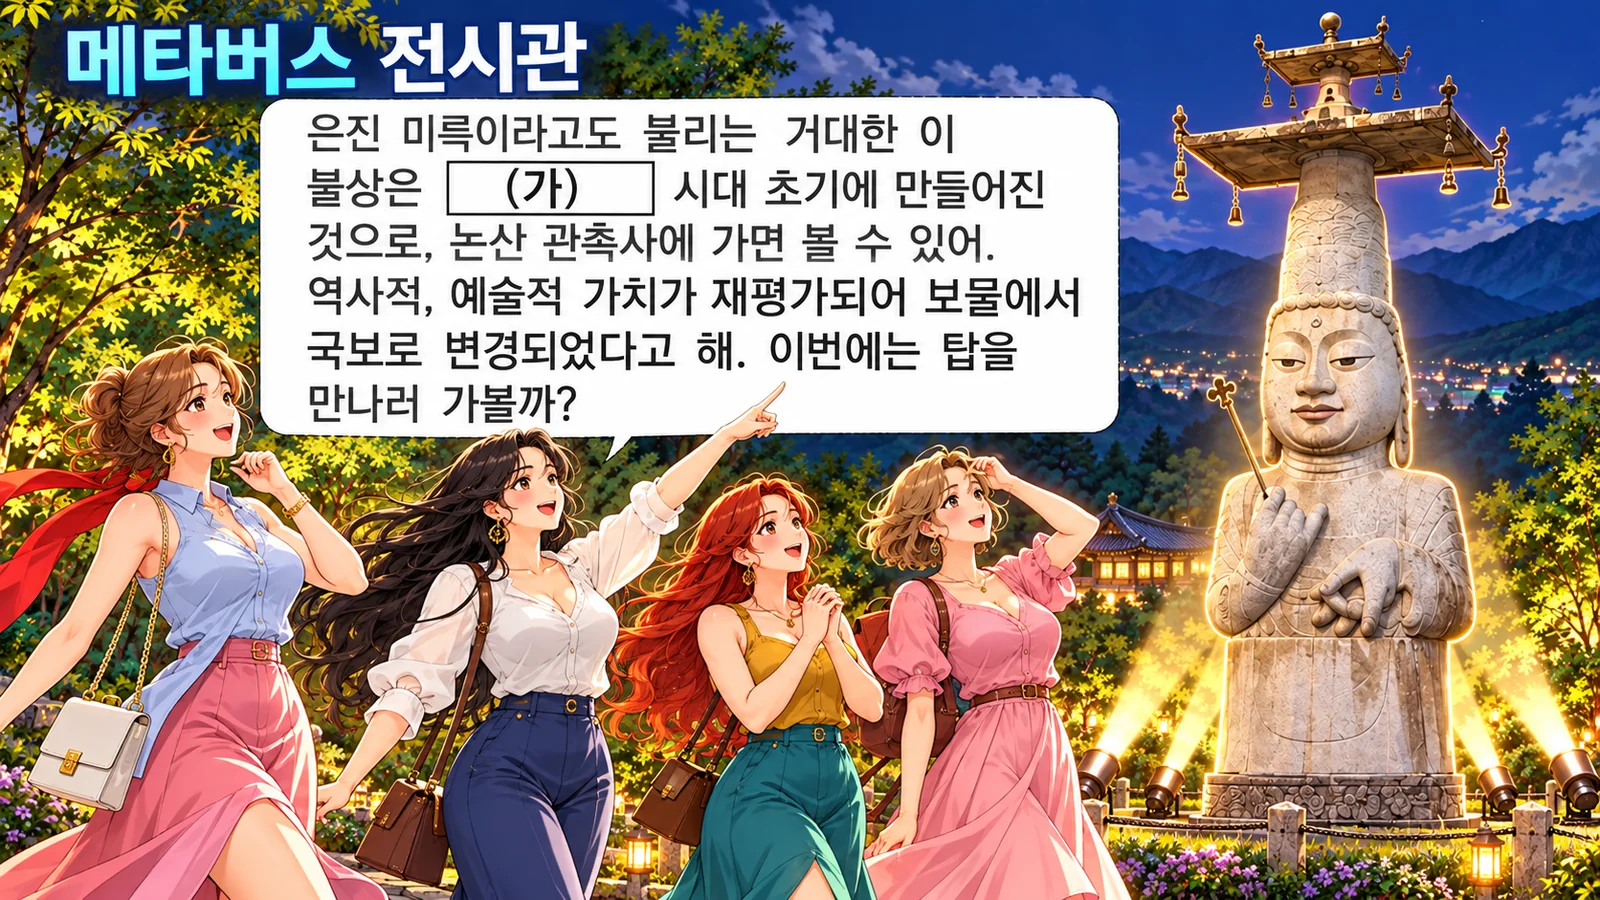 메타버스 전시관
은진 미륵이라고도 불리는 거대한 이
불상은 (가) 시대 초기에 만들어진
것으로, 논산 관촉사에 가면 볼 수 있어.
역사적, 예술적 가치가 재평가되어 보물에서
국보로 변경되었다고 해. 이번에는 탑을
만나러 가볼까?